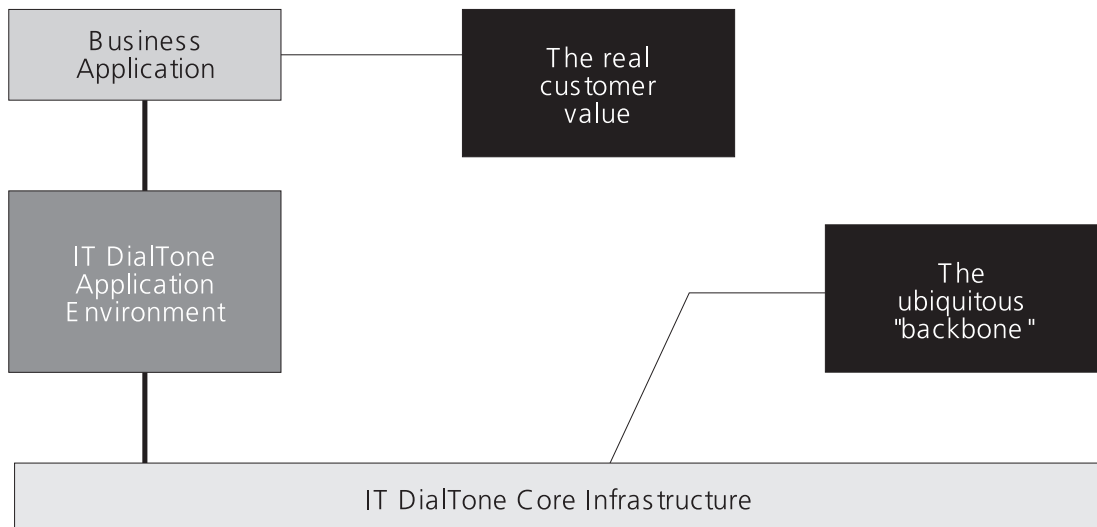 Business
Application
The real
customer
value
IT DialTone
Application
Environment
The
ubiquitous
"backbone"
IT DialTone Core Infrastructure